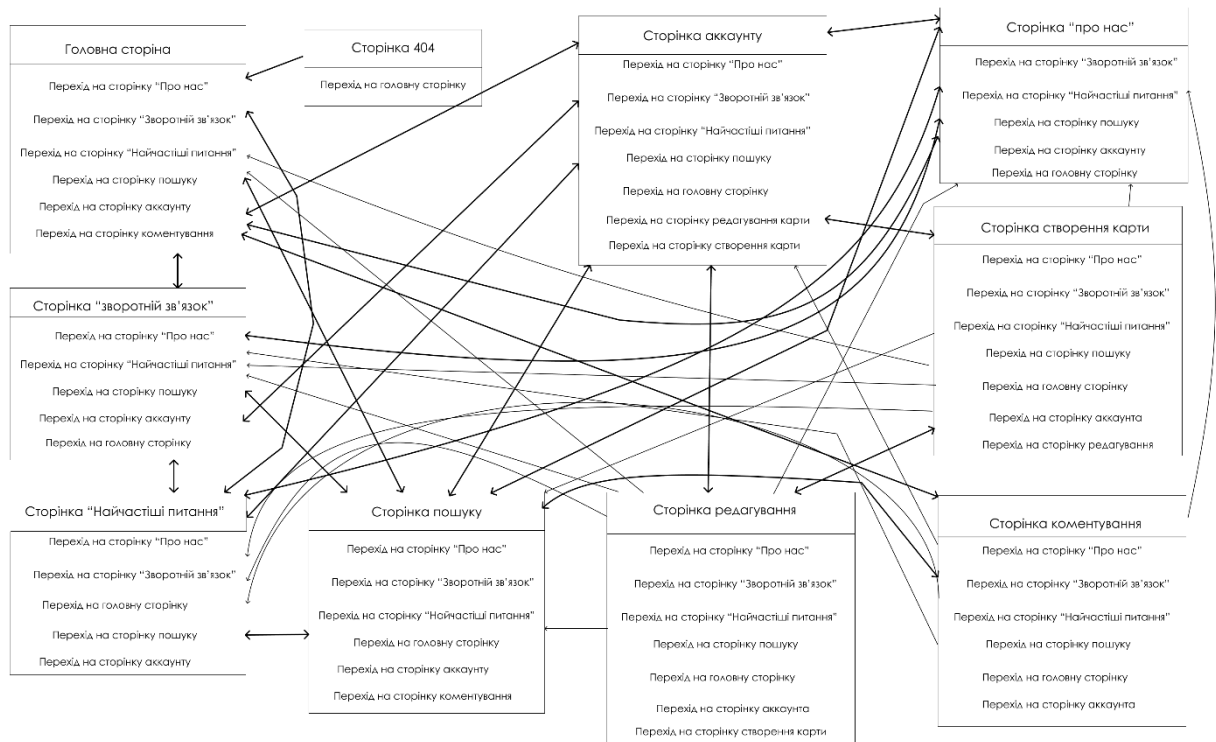 Головна сторіна
Перехід на сторінку “Про нас”
Перехід на сторінку “Зворотній зв’язок”
Перехід на сторінку “Найчастіші питання”
Перехід на сторінку пошуку
Перехід на сторінку аккаунту
Перехід на сторінку коментування
Сторінка 404
Перехід на головну сторінку
Сторінка аккаунту
Перехід на сторінку “Про нас”
Перехід на сторінку “Зворотній зв’язок”
Перехід на сторінку “Найчастіші питання”
Перехід на сторінку пошуку
Перехід на головну сторінку
Перехід на сторінку редагування карти
Перехід на сторінку створення карти
Сторінка “про нас”
Перехід на сторінку “Зворотній зв’язок”
Перехід на сторінку “Найчастіші питання”
Перехід на сторінку пошуку
Перехід на сторінку аккаунту
Перехід на головну сторінку
Сторінка “зворотній зв’язок”
Перехід на сторінку “Про нас”
Перехід на сторінку “Найчастіші питання”
Перехід на сторінку пошуку
Перехід на сторінку аккаунту
Перехід на головну сторінку
Сторінка створення карти
Перехід на сторінку “Про нас”
Перехід на сторінку “Зворотній зв’язок”
Перехід на сторінку “Найчастіші питання”
Перехід на сторінку пошуку
Перехід на головну сторінку
Перехід на сторінку аккаунта
Перехід на сторінку редагування
Сторінка “Найчастіші питання”
Перехід на сторінку “Про нас”
Перехід на сторінку “Зворотній зв’язок”
Перехід на головну сторінку
Перехід на сторінку пошуку
Перехід на сторінку аккаунту
Сторінка пошуку
Перехід на сторінку “Про нас”
Перехід на сторінку “Зворотній зв’язок”
Перехід на сторінку “Найчастіші питання”
Перехід на головну сторінку
Перехід на сторінку аккаунту
Перехід на сторінку коментування
Сторінка редагування
Перехід на сторінку “Про нас”
Перехід на сторінку “Зворотній зв’язок”
Перехід на сторінку “Найчастіші питання”
Перехід на сторінку пошуку
Перехід на головну сторінку
Перехід на сторінку аккаунта
Перехід на сторінку створення карти
Сторінка коментування
Перехід на сторінку “Про нас”
Перехід на сторінку “Зворотній зв’язок”
Перехід на сторінку “Найчастіші питання”
Перехід на сторінку пошуку
Перехід на головну сторінку
Перехід на сторінку аккаунта